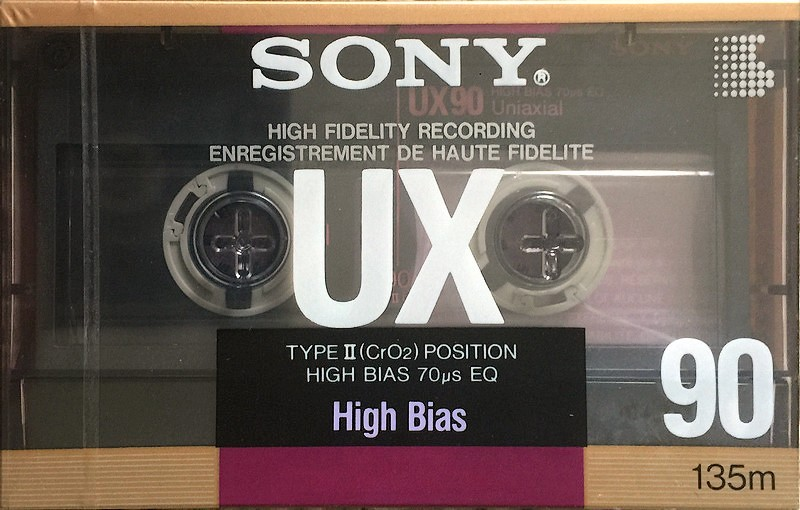 SONY®
SONY
UX90 HIGH BIAS 70µs EQ
Uniaxial
HIGH FIDELITY RECORDING
ENREGISTREMENT DE HAUTE FIDELITE
UX
TYPE II (CrO2) POSITION
HIGH BIAS 70µs EQ
High Bias
90
135m